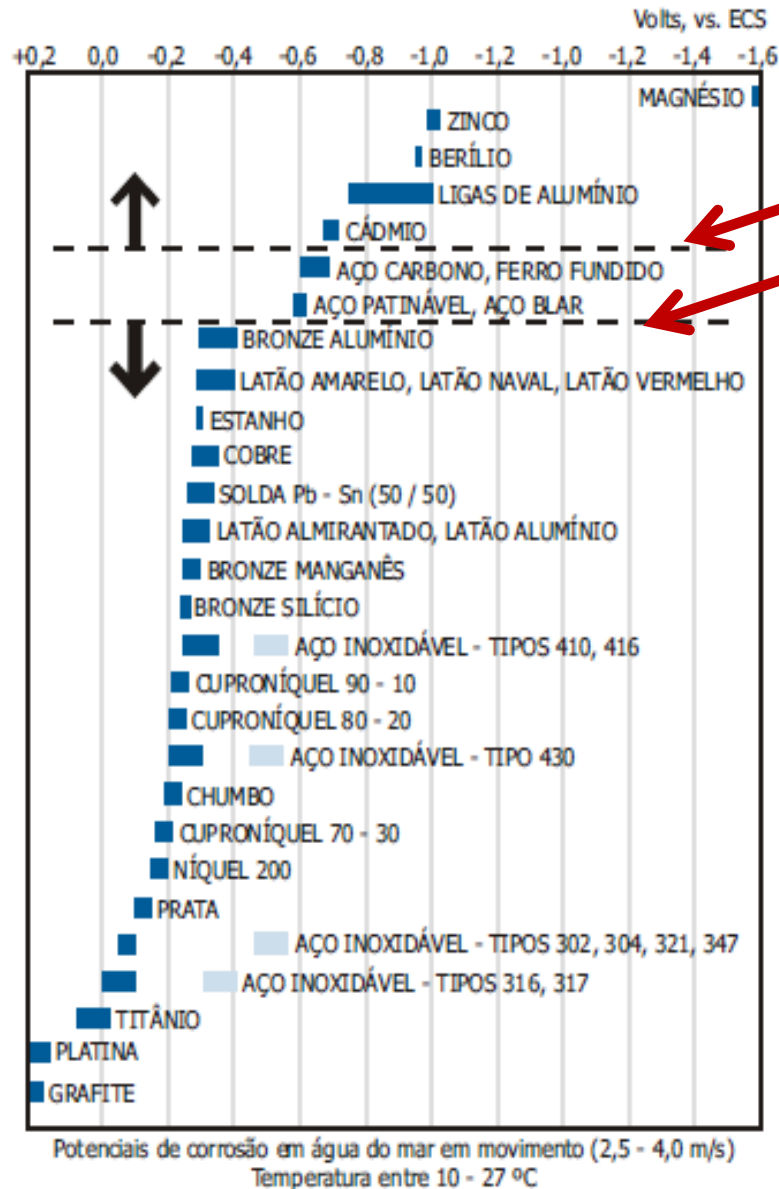 Volts, vs. ECS
+0,2 0,0 -0,2 -0,4 -0,6 -0,8 -1,0 -1,0 -1,2 -1,4 -1,6
MAGNÉSIO
ZINCO
BERÍLIO
LIGAS DE ALUMÍNIO
CÁDMIO
AÇO CARBONO, FERRO FUNDIDO
AÇO PATINÁVEL, AÇO BLAR
BRONZE ALUMÍNIO
LATÃO AMARELO, LATÃO NAVAL, LATÃO VERMELHO
ESTANHO
COBRE
SOLDA Pb - Sn (50 / 50)
LATÃO ALMIRANTADO, LATÃO ALUMÍNIO
BRONZE MANGANÊS
BRONZE SILÍCIO
AÇO INOXIDÁVEL - TIPOS 410, 416
CUPRONÍQUEL 90 - 10
CUPRONÍQUEL 80 - 20
AÇO INOXIDÁVEL - TIPO 430
CHUMBO
CUPRONÍQUEL 70 - 30
NÍQUEL 200
PRATA
AÇO INOXIDÁVEL - TIPOS 302, 304, 321, 347
AÇO INOXIDÁVEL - TIPOS 316, 317
TITÂNIO
PLATINA
GRAFITE
Potenciais de corrosão em água do mar em movimento (2,5 - 4,0 m/s)
Temperatura entre 10 - 27 ºC